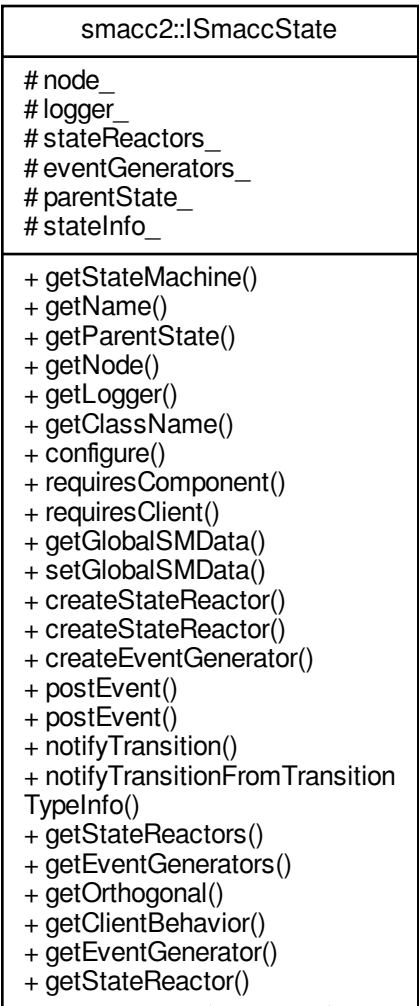 smacc2::ISmaccState
# node_
# logger_
# stateReactors_
# eventGenerators_
# parentState_
# stateInfo_
+ getStateMachine()
+ getName()
+ getParentState()
+ getNode()
+ getLogger()
+ getClassName()
+ configure()
+ requiresComponent()
+ requiresClient()
+ getGlobalSMData()
+ setGlobalSMData()
+ createStateReactor()
+ createStateReactor()
+ createEventGenerator()
+ postEvent()
+ postEvent()
+ notifyTransition()
+ notifyTransitionFromTransition
TypeInfo()
+ getStateReactors()
+ getEventGenerators()
+ getOrthogonal()
+ getClientBehavior()
+ getEventGenerator()
+ getStateReactor()